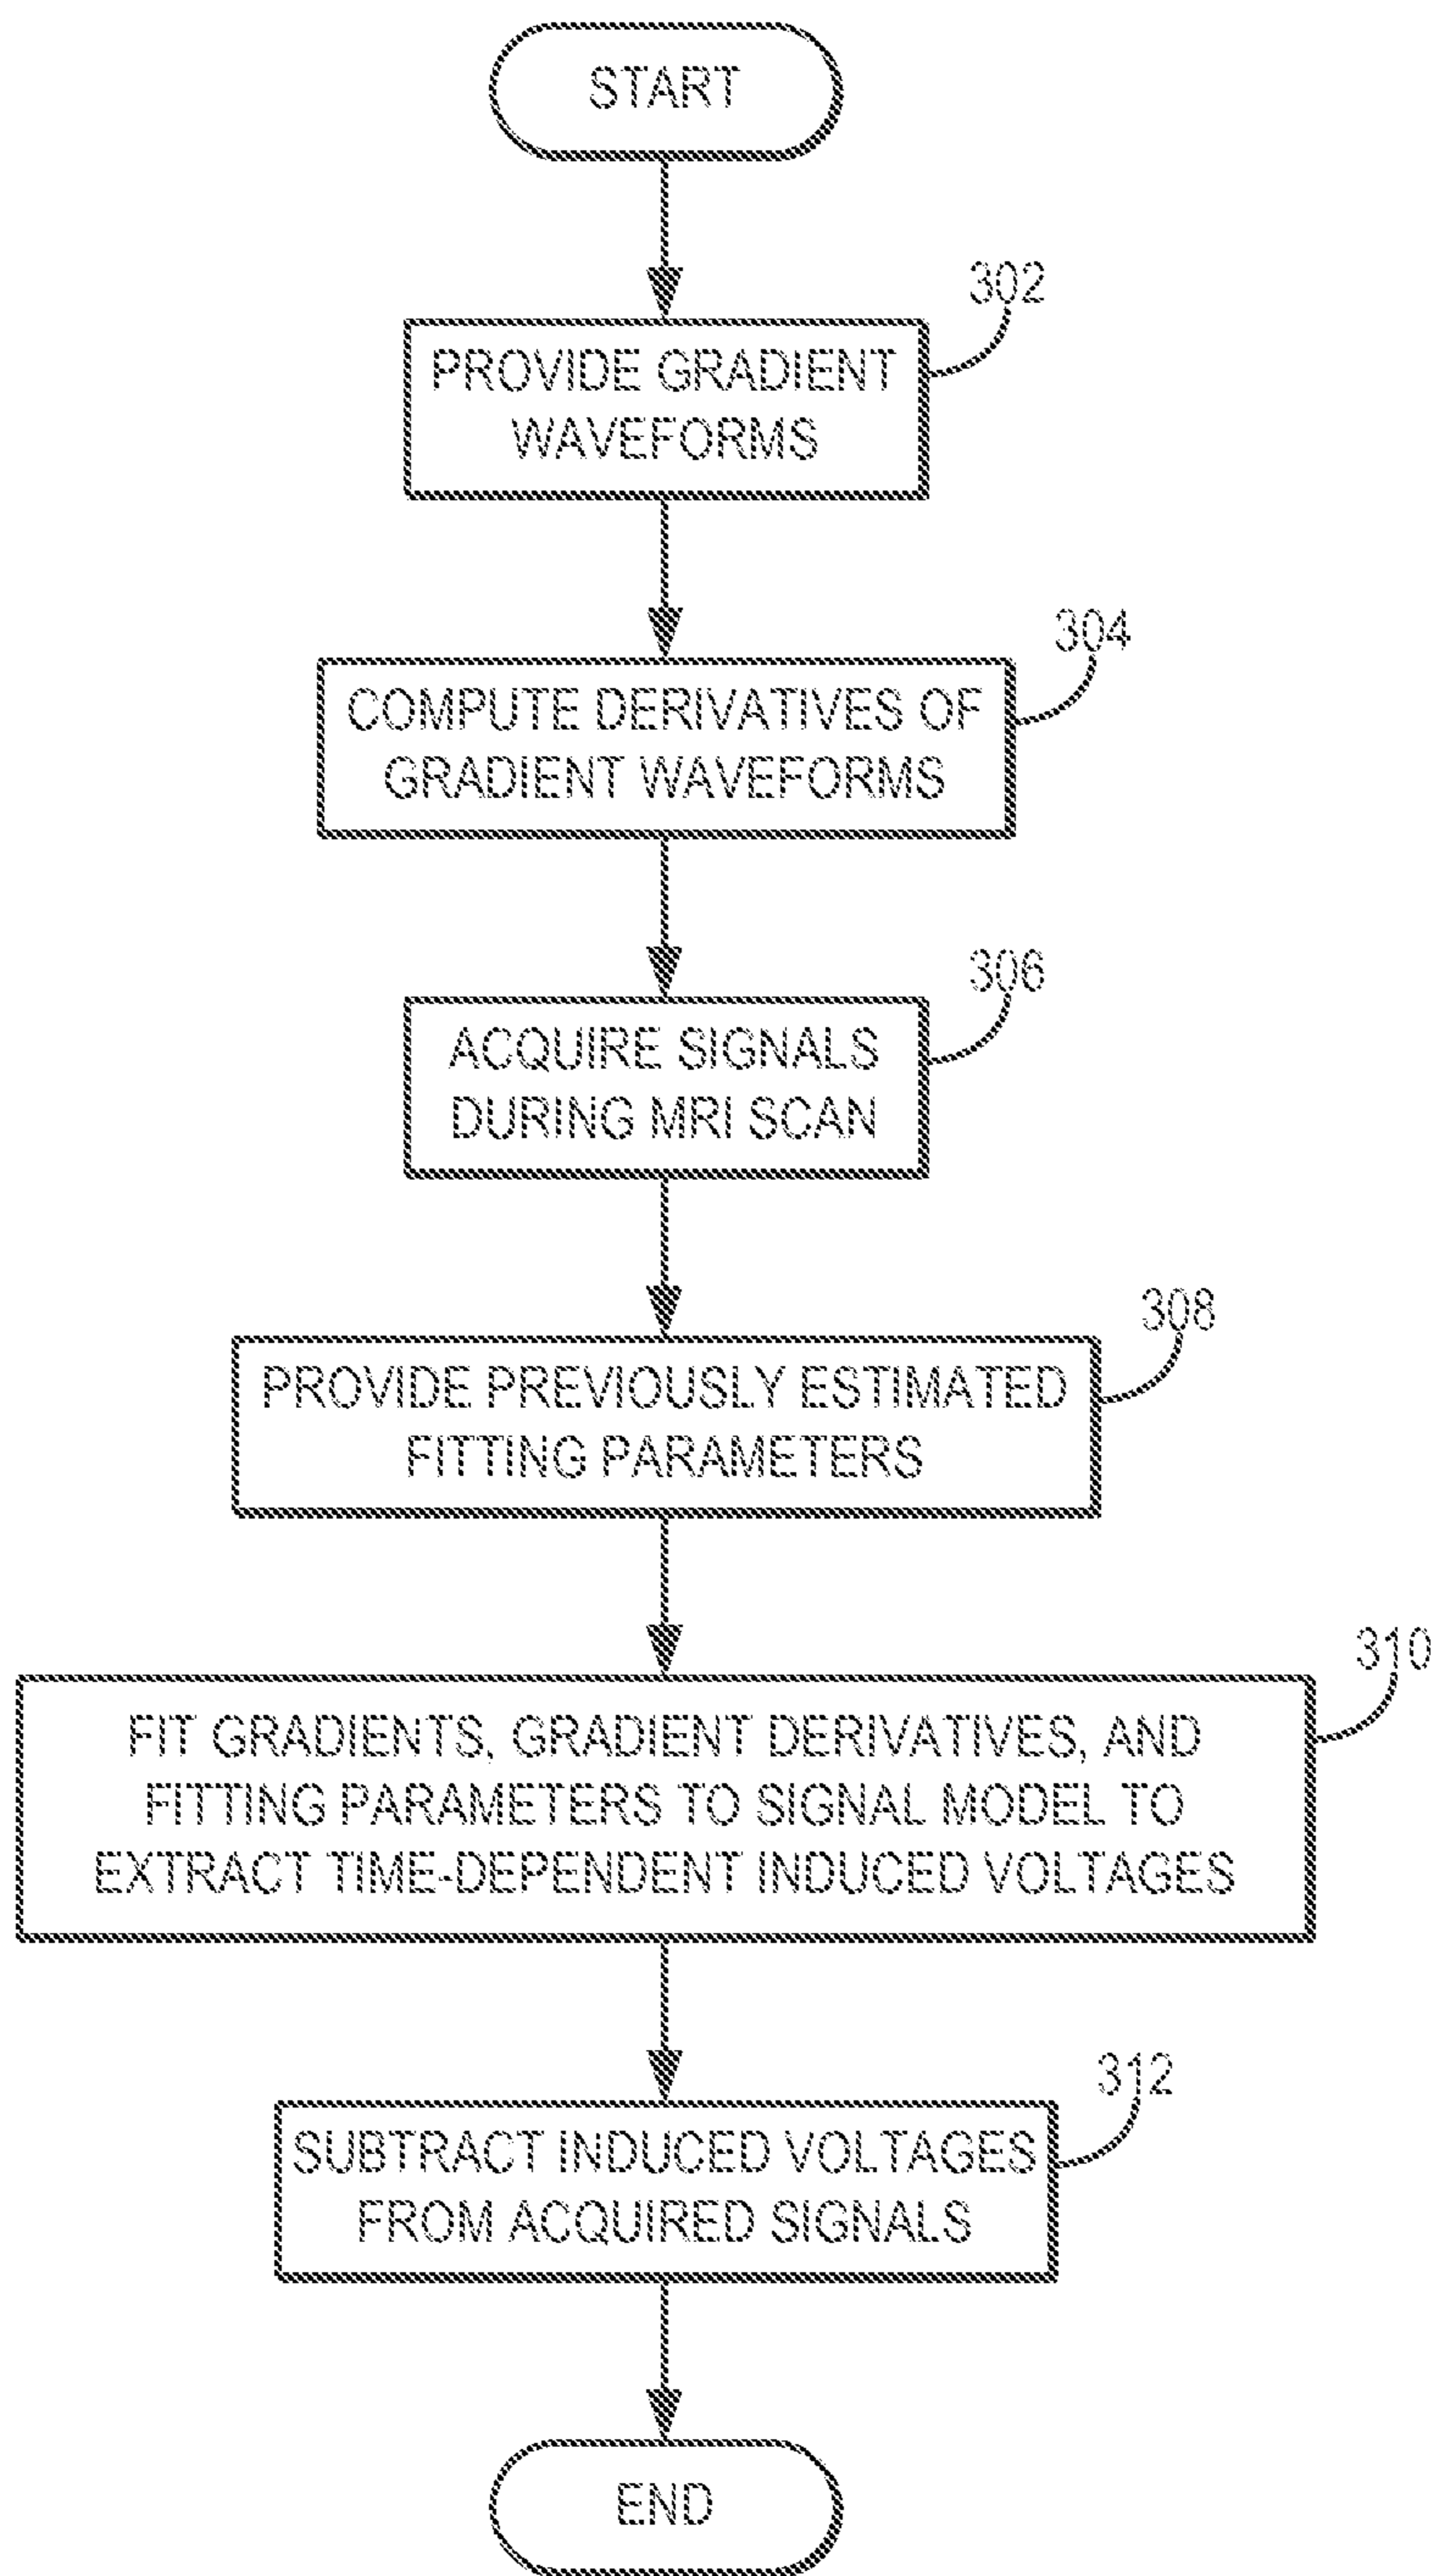 START
302
PROVIDE GRADIENT
WAVEFORMS
304
COMPUTE DERIVATIVES OF
GRADIENT WAVEFORMS
306
ACQUIRE SIGNALS
DURING MRI SCAN
308
PROVIDE PREVIOUSLY ESTIMATED
FITTING PARAMETERS
310
FIT GRADIENTS, GRADIENT DERIVATIVES, AND
FITTING PARAMETERS TO SIGNAL MODEL TO
EXTRACT TIME-DEPENDENT INDUCED VOLTAGES
312
SUBTRACT INDUCED VOLTAGES
FROM ACQUIRED SIGNALS
END